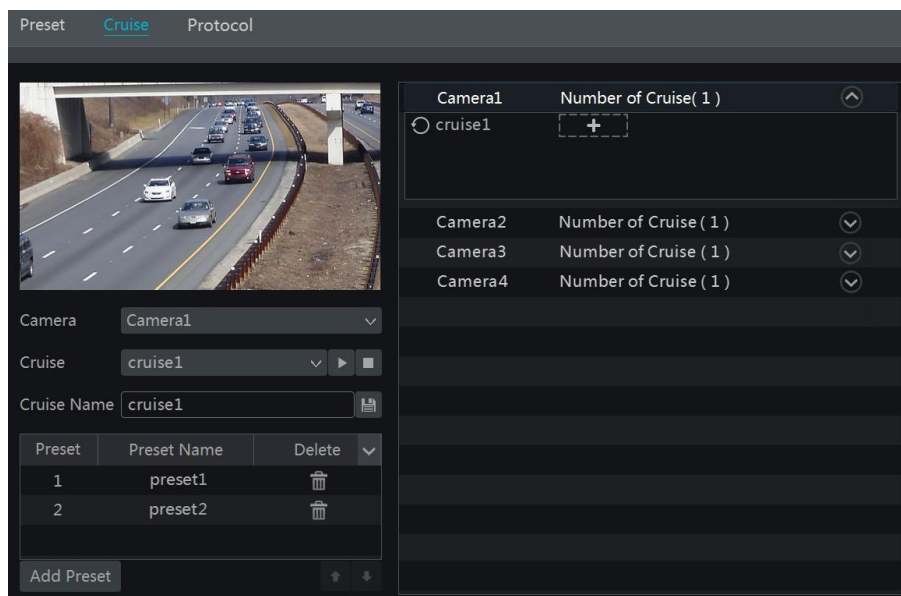 Preset Cruise Protocol
Camera1 Number of Cruise( 1 )
cruise1 +
Camera2 Number of Cruise ( 1 )
Camera3 Number of Cruise ( 1 )
Camera4 Number of Cruise ( 1 )
Camera Camera1
Cruise cruise1
Cruise Name cruise1
Preset Preset Name Delete
1 preset1
2 preset2
Add Preset